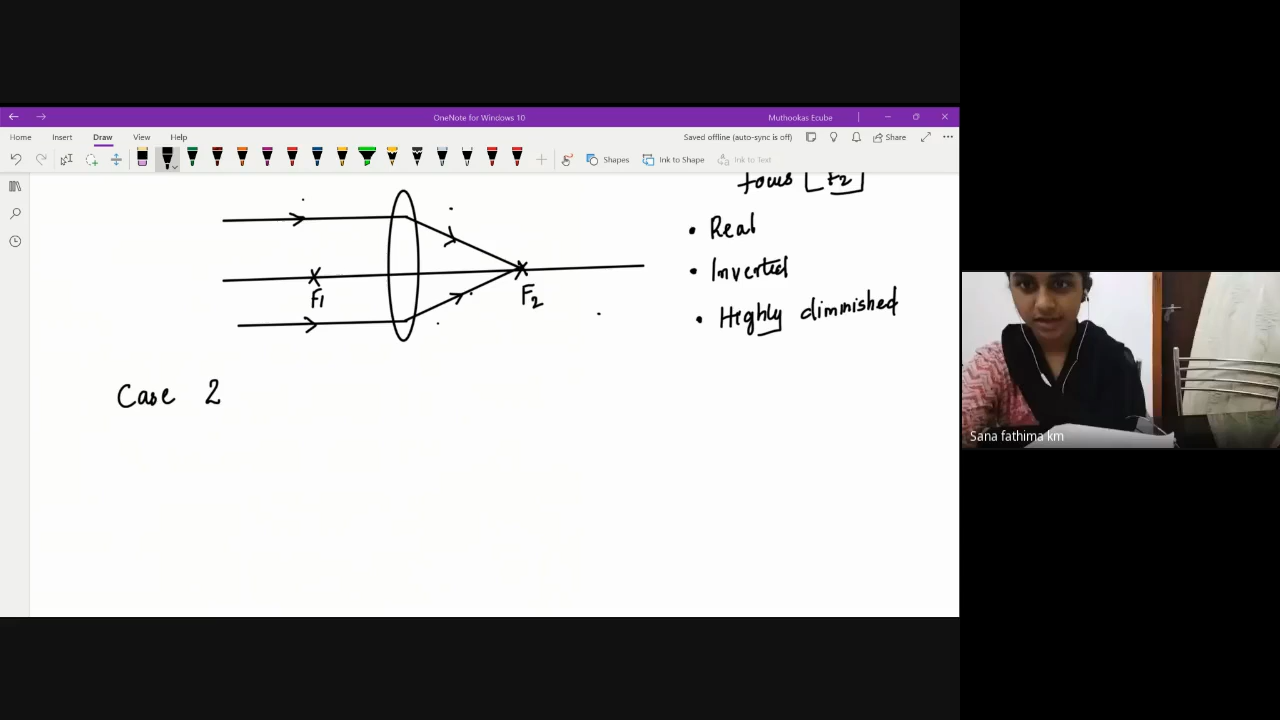 OneNote for Windows 10
Muthookas Ecube
Home Insert Draw View Help
Saved offline (auto-sync is off)
Share
Shapes
Ink to Shape
Ink to Text
focus [F2]
• Real
• Inverted
• Highly diminished
F1
F2
Case 2
Sana fathima km